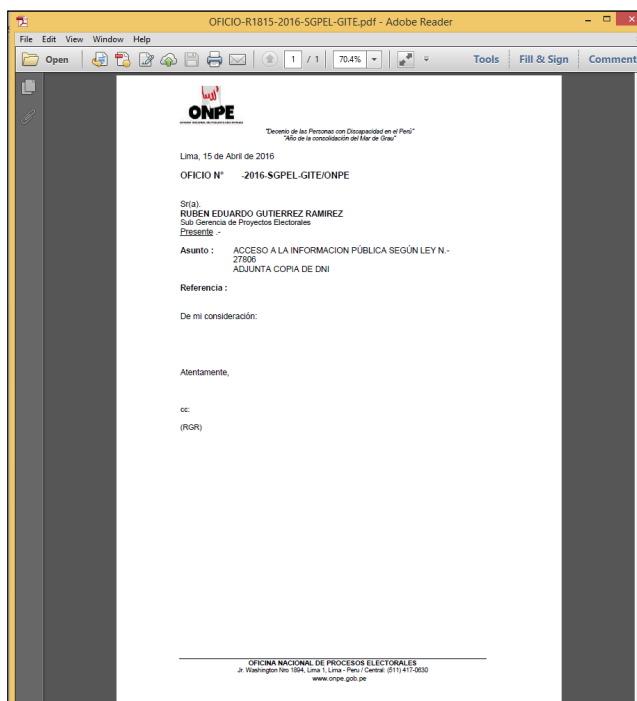 OFICIO-R1815-2016-SGPEL-GITE.pdf - Adobe Reader
File Edit View Window Help
Open 1 / 1 70.4% Tools Fill & Sign Comment
ONPE
"Decenio de las Personas con Discapacidad en el Perú"
"Año de la consolidación del Mar de Grau"
Lima, 15 de Abril de 2016
OFICIO N° -2016-SGPEL-GITE/ONPE
Sr(a).
RUBEN EDUARDO GUTIERREZ RAMIREZ
Sub Gerencia de Proyectos Electorales
Presente .-
Asunto : ACCESO A LA INFORMACION PÚBLICA SEGÚN LEY N.-
27806
ADJUNTA COPIA DE DNI
Referencia :
De mi consideración:
Atentamente,
cc:
(RGR)
OFICINA NACIONAL DE PROCESOS ELECTORALES
Jr. Washington Nro 1894, Lima 1, Lima - Peru / Central: (511) 417-0630
www.onpe.gob.pe